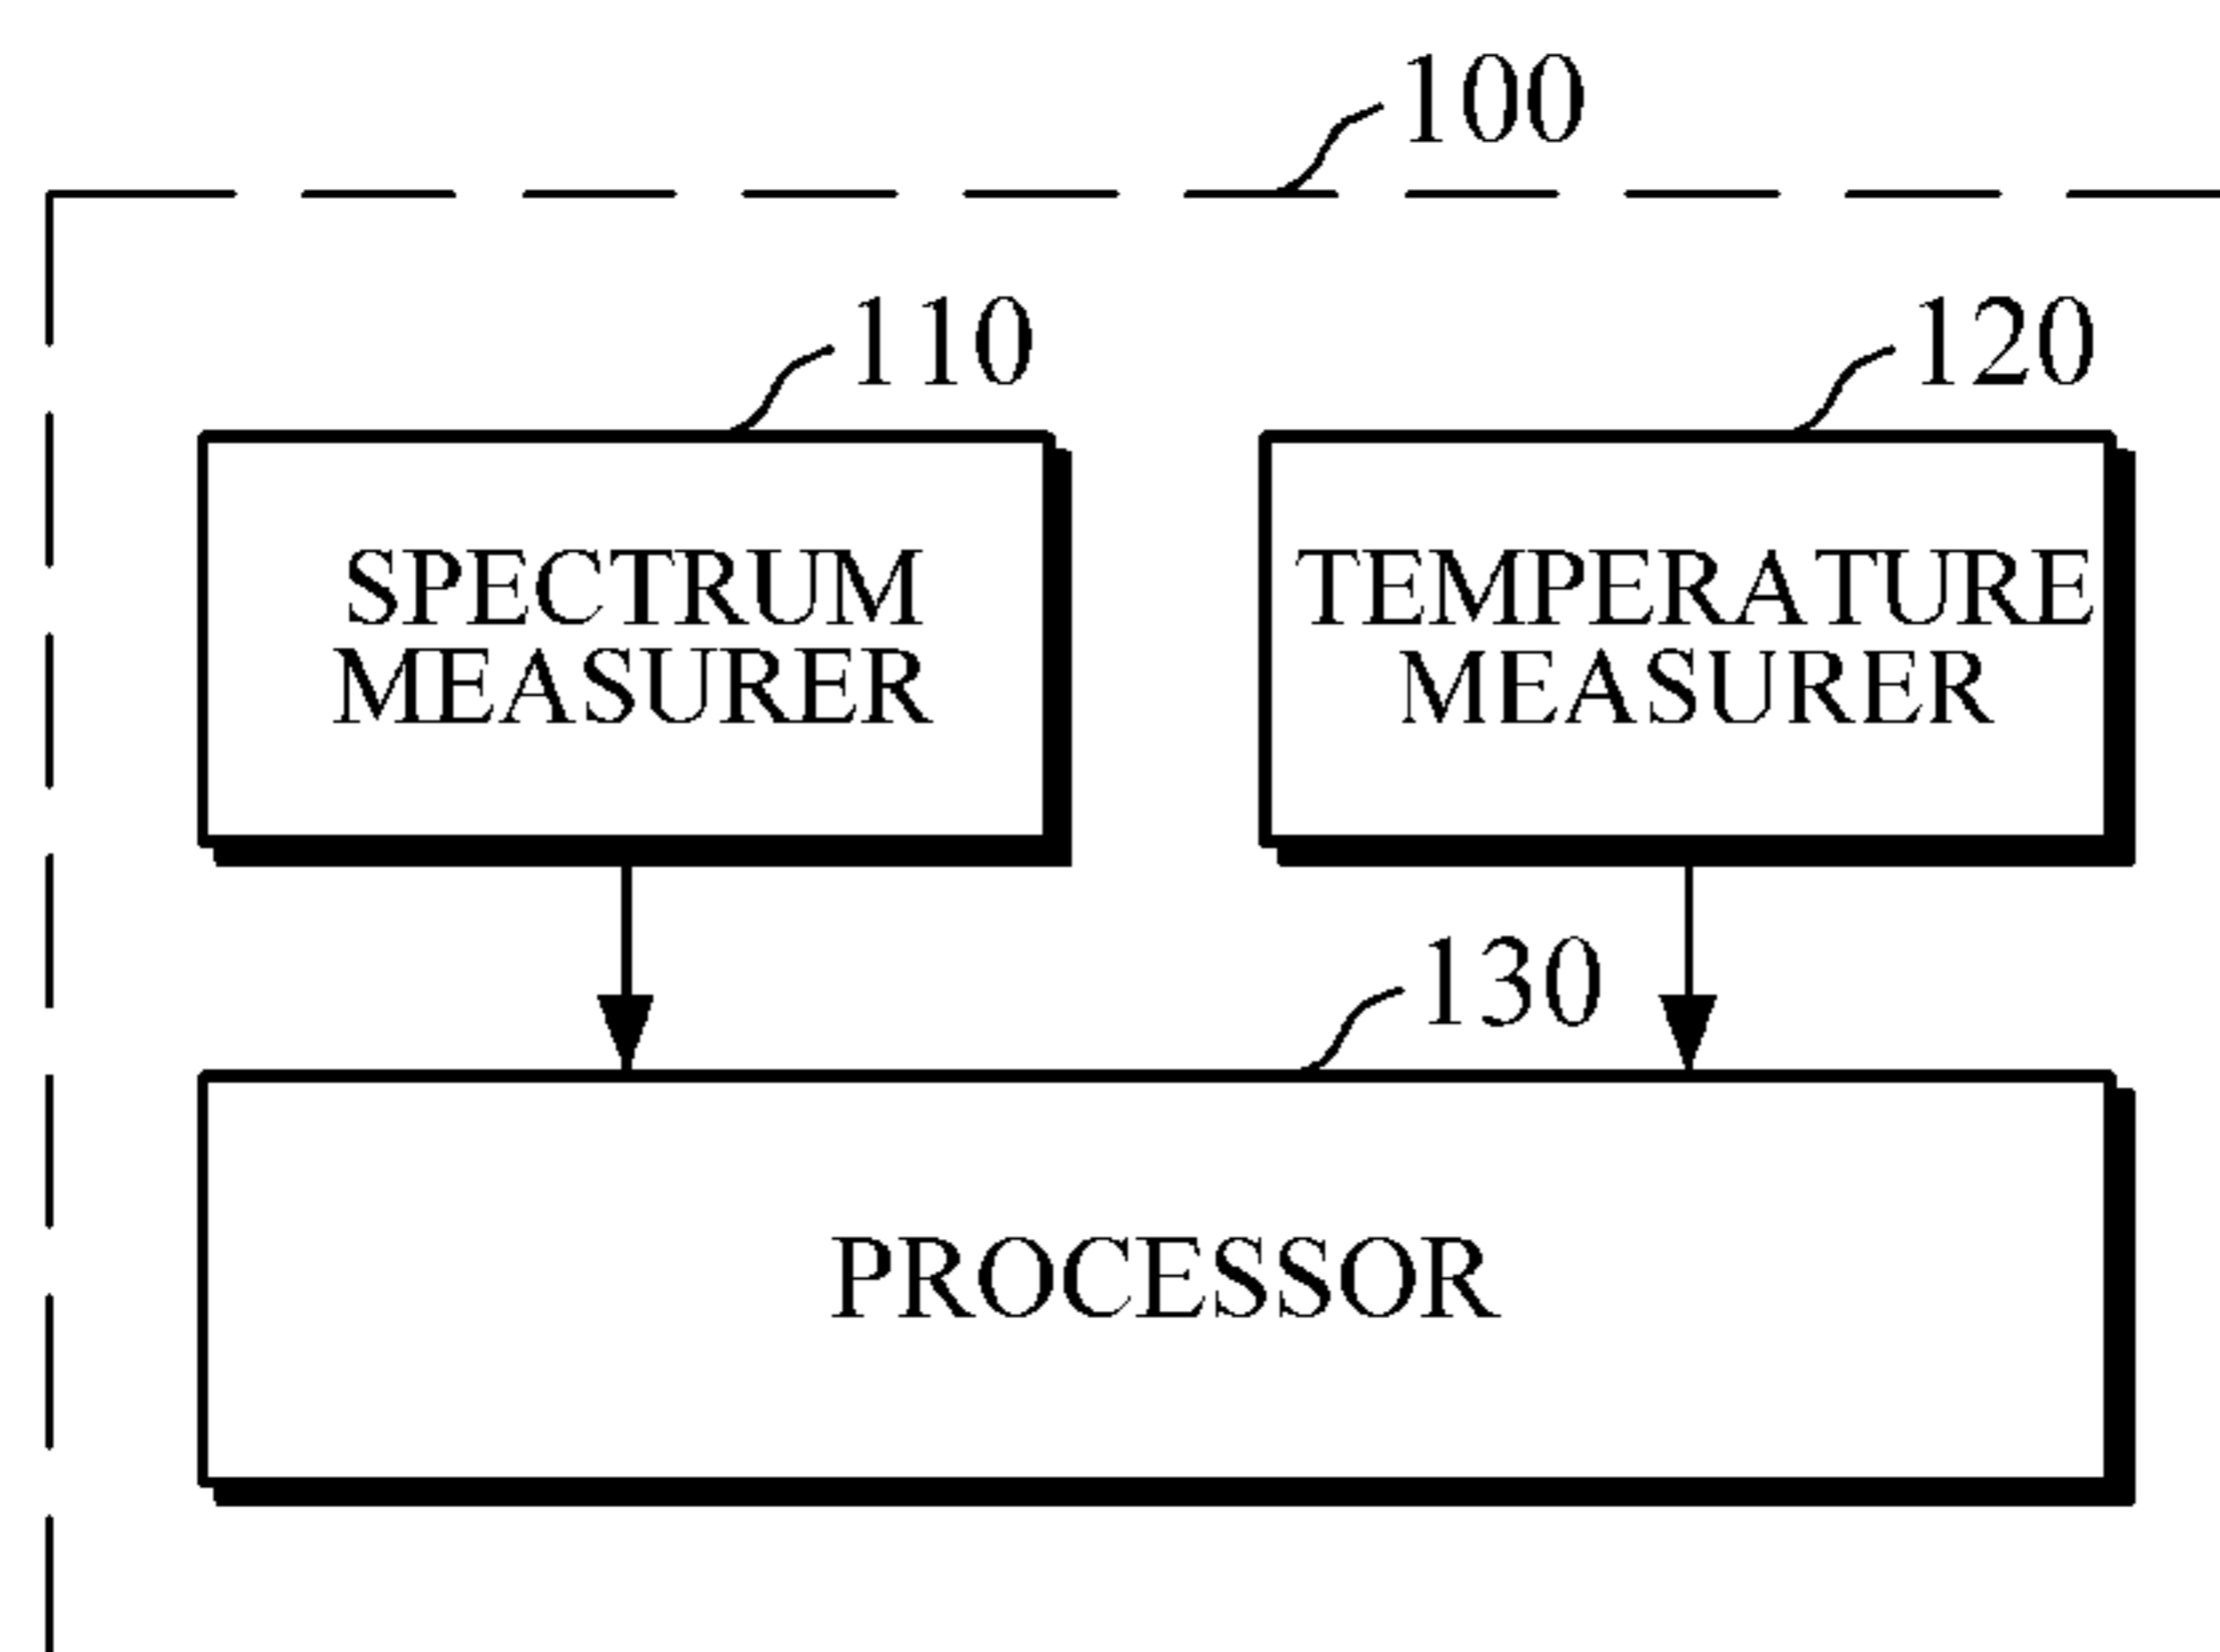 100
110
120
SPECTRUM
MEASURER
TEMPERATURE
MEASURER
130
PROCESSOR